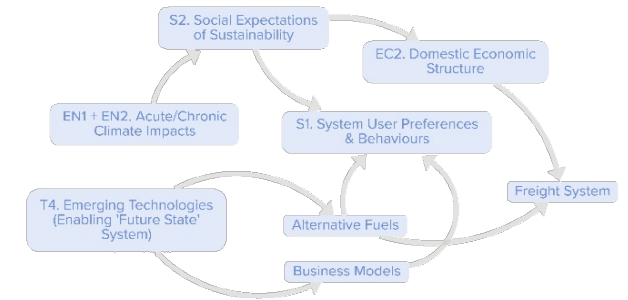 S2. Social Expectations
of Sustainability
EC2. Domestic Economic
Structure
EN1 + EN2. Acute/Chronic
Climate Impacts
S1. System User Preferences
& Behaviours
Freight System
T4. Emerging Technologies
(Enabling 'Future State'
System)
Alternative Fuels
Business Models